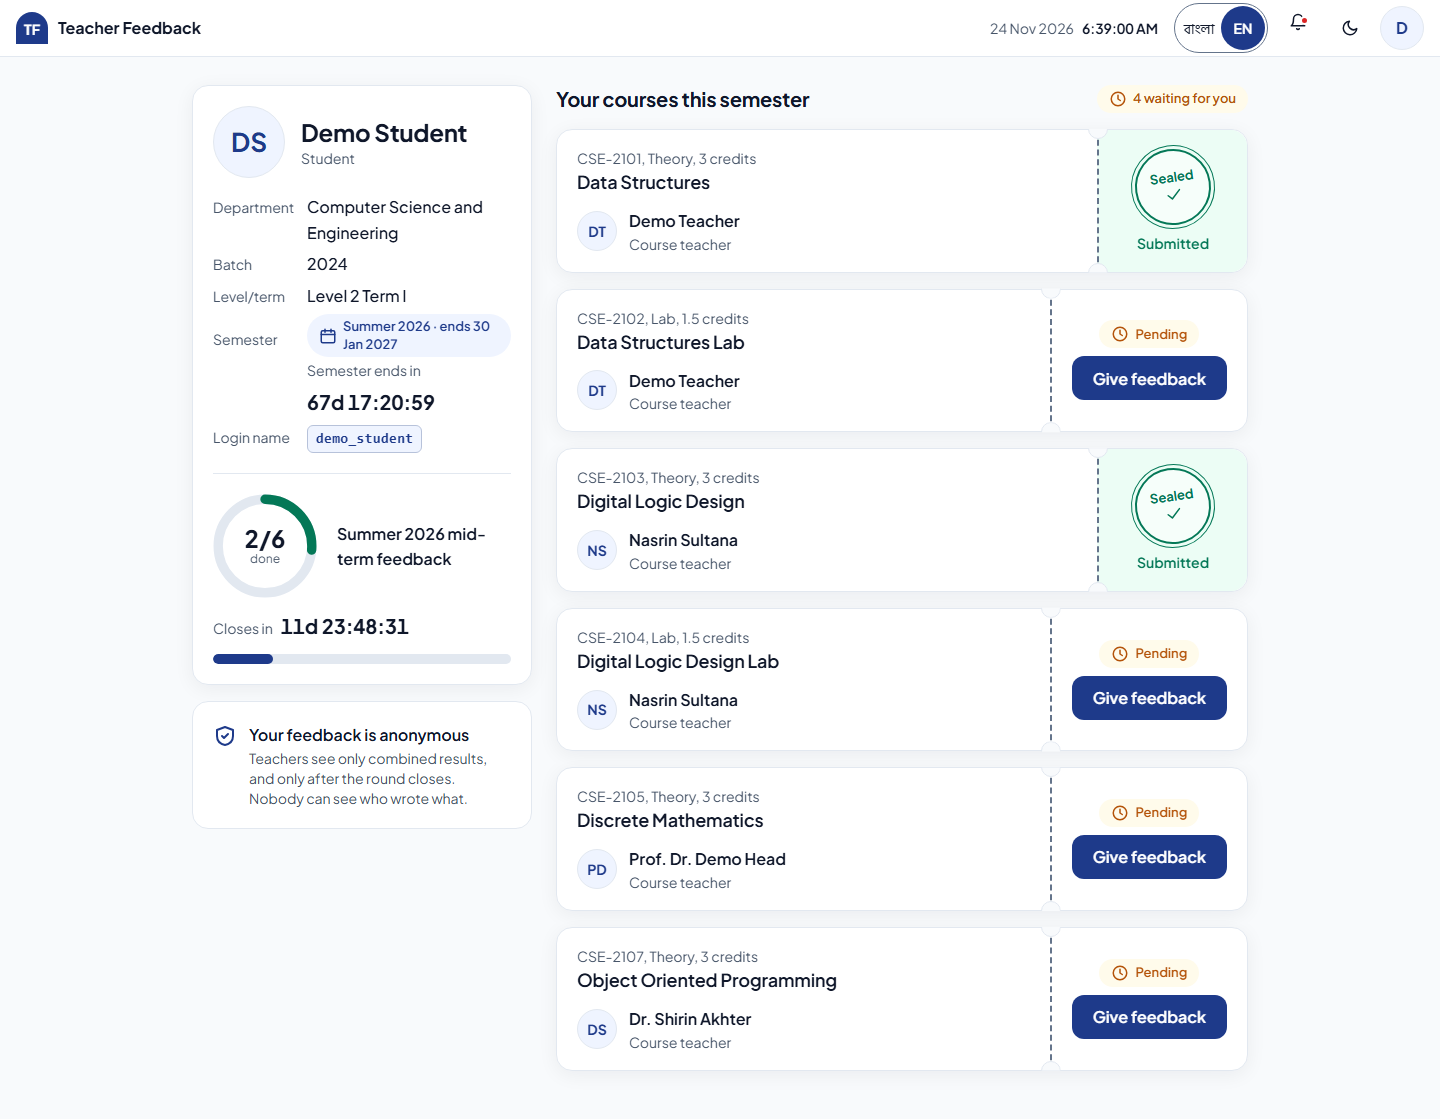 TF Teacher Feedback
24 Nov 2026 6:39:00 AM বাংলা EN D
DS Demo Student
Student
Department Computer Science and
Engineering
Batch 2024
Level/term Level 2 Term I
Semester Summer 2026 · ends 30
Jan 2027
Semester ends in
67d 17:20:59
Login name demo_student
2/6
done
Summer 2026 mid-
term feedback
Closes in 11d 23:48:31
Your feedback is anonymous
Teachers see only combined results,
and only after the round closes.
Nobody can see who wrote what.
Your courses this semester 4 waiting for you
CSE-2101, Theory, 3 credits
Data Structures
DT Demo Teacher
Course teacher
Sealed
Submitted
CSE-2102, Lab, 1.5 credits
Data Structures Lab
DT Demo Teacher
Course teacher
Pending
Give feedback
CSE-2103, Theory, 3 credits
Digital Logic Design
NS Nasrin Sultana
Course teacher
Sealed
Submitted
CSE-2104, Lab, 1.5 credits
Digital Logic Design Lab
NS Nasrin Sultana
Course teacher
Pending
Give feedback
CSE-2105, Theory, 3 credits
Discrete Mathematics
PD Prof. Dr. Demo Head
Course teacher
Pending
Give feedback
CSE-2107, Theory, 3 credits
Object Oriented Programming
DS Dr. Shirin Akhter
Course teacher
Pending
Give feedback